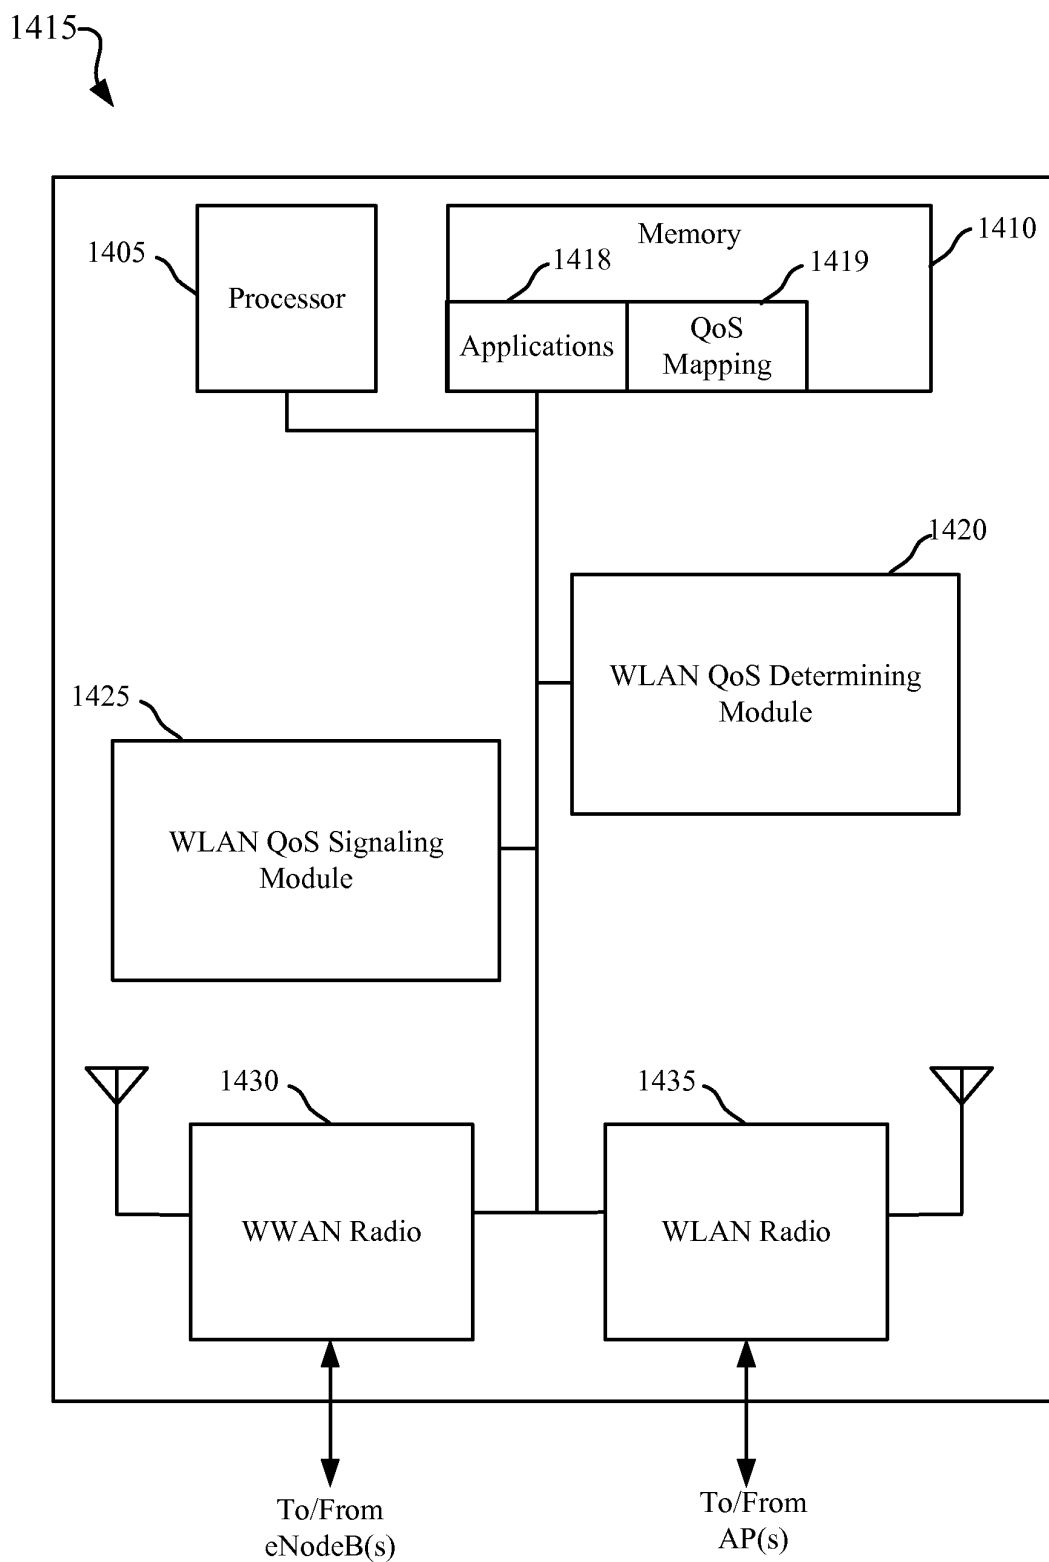 1415
Memory
1410
1405
1418
1419
Processor
Applications
QoS
Mapping
1420
WLAN QoS Determining
Module
1425
WLAN QoS Signaling
Module
1430
1435
WWAN Radio
WLAN Radio
To/From
eNodeB(s)
To/From
AP(s)